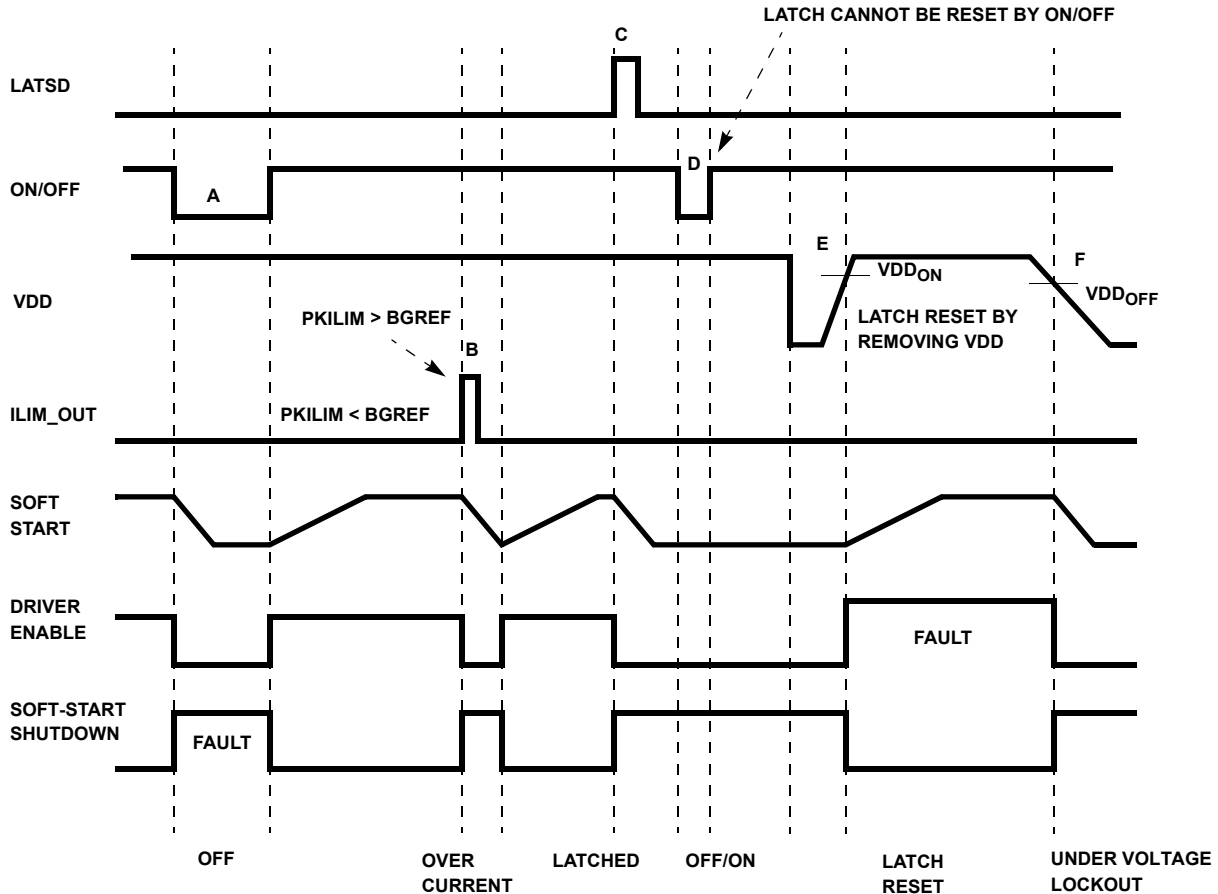 LATCH CANNOT BE RESET BY ON/OFF
C
LATSD
D
ON/OFF
A
E
F
VDD_ON
VDD_OFF
VDD
LATCH RESET BY
REMOVING VDD
PKILIM > BGREF
B
PKILIM < BGREF
ILIM_OUT
SOFT
START
DRIVER
ENABLE
FAULT
SOFT-START
SHUTDOWN
FAULT
OFF
OVER
CURRENT
LATCHED
OFF/ON
LATCH
RESET
UNDER VOLTAGE
LOCKOUT